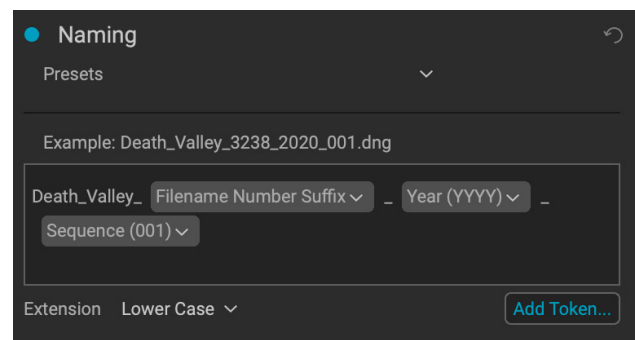 Naming
Presets
Example: Death_Valley_3238_2020_001.dng
Death_Valley_ Filename Number Suffix _ Year (YYYY) _
Sequence (001)
Extension Lower Case Add Token...